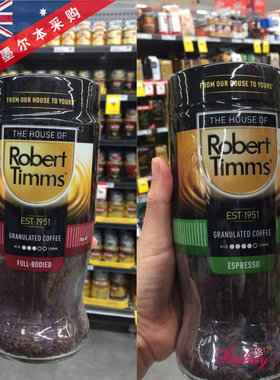 墨尔本采购
FROM OUR HOUSE TO YOURS
THE HOUSE OF
Robert
Timms
EST·1951
GRANULATED COFFEE
FULL-BODIED
FROM OUR HOUSE TO YOURS
THE HOUSE OF
Robert
Timms
EST·1951
GRANULATED COFFEE
ESPRESSO